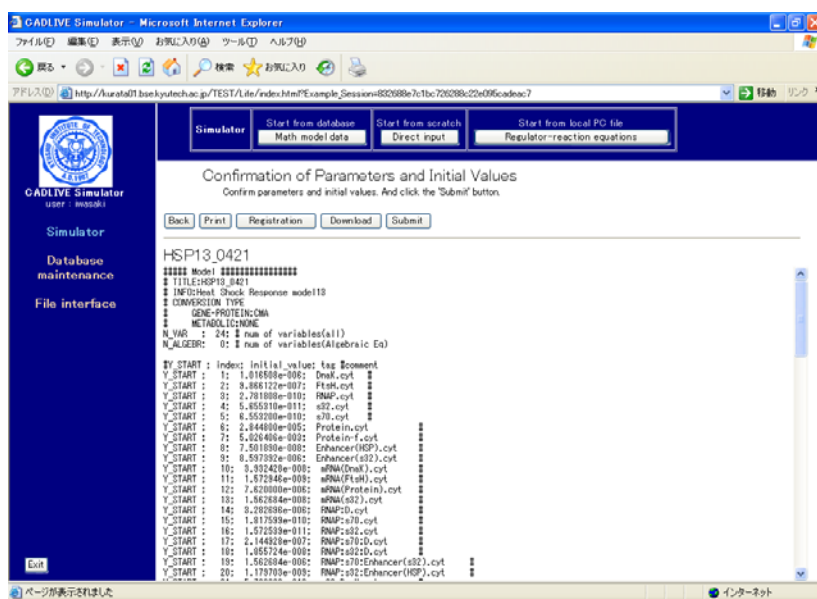 CADLIVE Simulator - Microsoft Internet Explorer
ファイル(F) 編集(E) 表示(V) お気に入り(A) ツール(T) ヘルプ(H)
戻る 検索 お気に入り
アドレス(D) http://kurata01.bse.kyutech.ac.jp/TEST/Life/index.html?Example_Session=832688e7c1bc726288c22e095cadeac7 移動 リンク
Simulator
Start from database
Math model data
Start from scratch
Direct input
Start from local PC file
Regulator-reaction equations
CADLIVE Simulator
user : iwasaki
Simulator
Database
maintenance
File interface
Exit
Confirmation of Parameters and Initial Values
Confirm parameters and initial values. And click the 'Submit' button.
Back Print Registration Download Submit
HSP13_0421
##### Model ################
# TITLE:HSP13_0421
# INFO:Heat Shock Response model13
# CONVERSION TYPE
# GENE-PROTEIN:CMA
# METABOLIC:NONE
N_VAR : 24; # num of variables(all)
N_ALGEBR: 0; # num of variables(Algebraic Eq)
#Y_START : index; initial_value; tag #comment
Y_START : 1; 1.016508e-006; DnaK.cyt #
Y_START : 2; 9.866122e-007; FtsH.cyt #
Y_START : 3; 2.781808e-010; RNAP.cyt #
Y_START : 4; 5.655310e-011; s32.cyt #
Y_START : 5; 6.553200e-010; s70.cyt #
Y_START : 6; 2.844800e-005; Protein.cyt #
Y_START : 7; 5.026406e-003; Protein-f.cyt #
Y_START : 8; 7.501890e-008; Enhancer(HSP).cyt #
Y_START : 9; 8.597392e-006; Enhancer(s32).cyt #
Y_START : 10; 3.932420e-008; mRNA(DnaK).cyt #
Y_START : 11; 1.572946e-009; mRNA(FtsH).cyt #
Y_START : 12; 7.620000e-006; mRNA(Protein).cyt #
Y_START : 13; 1.562684e-008; mRNA(s32).cyt #
Y_START : 14; 3.282696e-006; RNAP:D.cyt #
Y_START : 15; 1.817599e-010; RNAP:s70.cyt #
Y_START : 16; 1.572539e-011; RNAP:s32.cyt #
Y_START : 17; 2.144928e-007; RNAP:s70:D.cyt #
Y_START : 18; 1.855724e-008; RNAP:s32:D.cyt #
Y_START : 19; 1.562684e-006; RNAP:s70:Enhancer(s32).cyt #
Y_START : 20; 1.179703e-009; RNAP:s32:Enhancer(HSP).cyt #
ページが表示されました インターネット